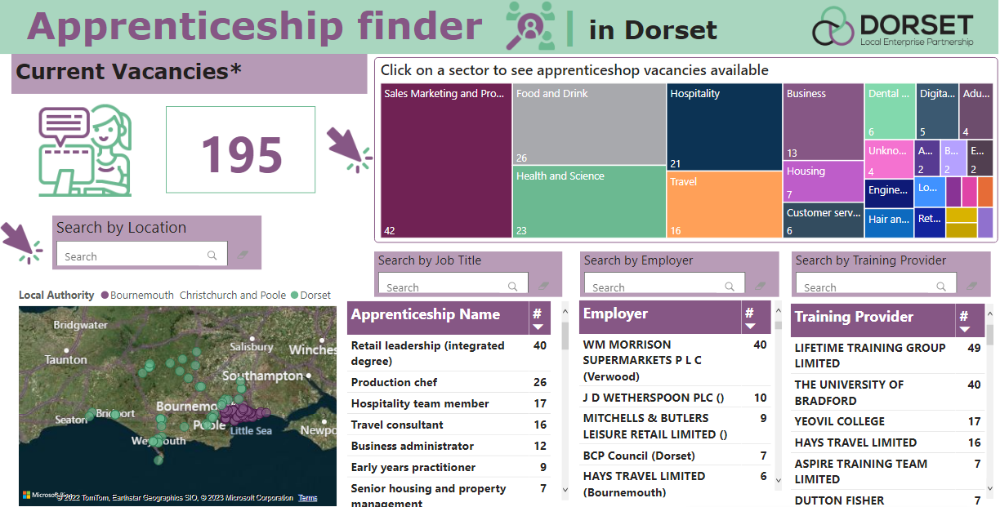 Apprenticeship finder
in Dorset
DORSET
Local Enterprise Partnership
Current Vacancies*
195
Click on a sector to see apprenticeshop vacancies available
Sales Marketing and Pro...
42
Food and Drink
26
Health and Science
23
Hospitality
21
Travel
16
Business
13
Housing
7
Customer serv...
6
Dental ...
6
Unkno...
4
Engine...
Hair an...
Digita...
5
Adu...
4
A...
2
B...
2
E...
2
Lo...
Ret...
Search by Location
Search
Local Authority Bournemouth Christchurch and Poole Dorset
Bridgwater
Taunton
Salisbury
Winches
Southampton
Seaton
Bridport
Bournemo
Poole
Little Sea
Weymouth
Newpo
© 2022 TomTom, Earthstar Geographics SIO, © 2023 Microsoft Corporation Terms
Search by Job Title
Search
Apprenticeship Name #
Retail leadership (integrated 40
degree)
Production chef 26
Hospitality team member 17
Travel consultant 16
Business administrator 12
Early years practitioner 9
Senior housing and property 7
management
Search by Employer
Search
Employer #
WM MORRISON 40
SUPERMARKETS P L C
(Verwood)
J D WETHERSPOON PLC () 10
MITCHELLS & BUTLERS 9
LEISURE RETAIL LIMITED ()
BCP Council (Dorset) 7
HAYS TRAVEL LIMITED 6
(Bournemouth)
Search by Training Provider
Search
Training Provider #
LIFETIME TRAINING GROUP 49
LIMITED
THE UNIVERSITY OF 40
BRADFORD
YEOVIL COLLEGE 17
HAYS TRAVEL LIMITED 16
ASPIRE TRAINING TEAM 7
LIMITED
DUTTON FISHER 7